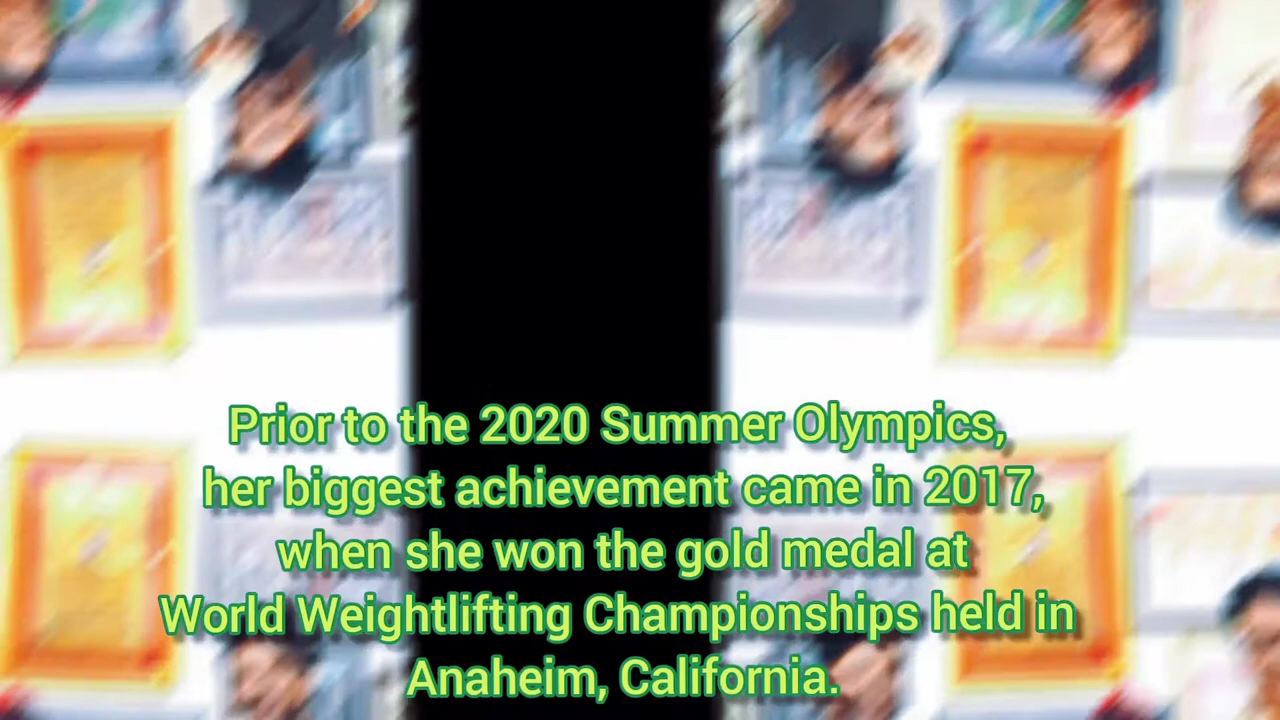 Prior to the 2020 Summer Olympics,
her biggest achievement came in 2017,
when she won the gold medal at
World Weightlifting Championships held in
Anaheim, California.